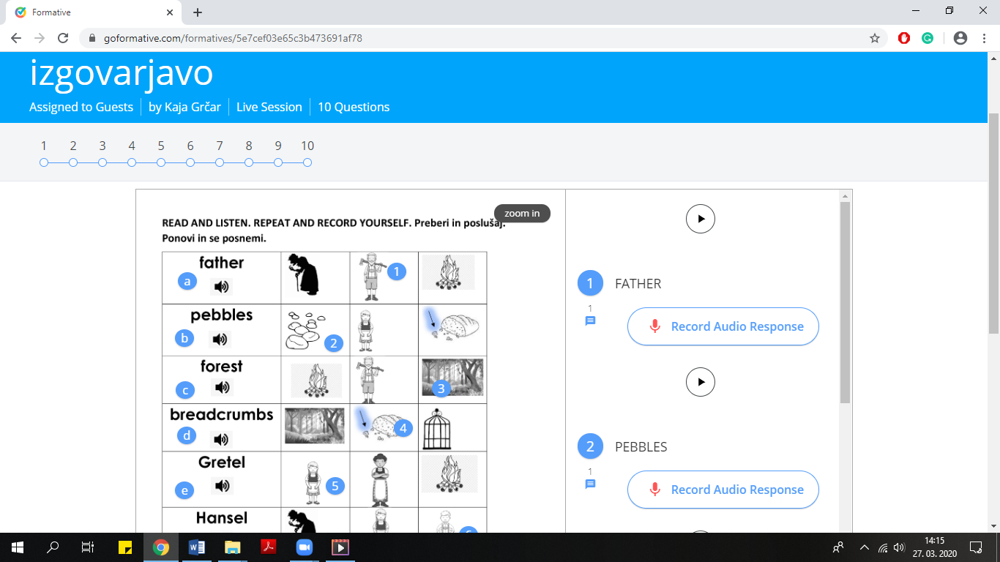 Formative
goformative.com/formatives/5e7cef03e65c3b473691af78
izgovarjavo
Assigned to Guests by Kaja Grčar Live Session 10 Questions
1 2 3 4 5 6 7 8 9 10
zoom in
READ AND LISTEN. REPEAT AND RECORD YOURSELF. Preberi in poslušaj.
Ponovi in se posnemi.
father
a
1
pebbles
b
2
forest
c
3
breadcrumbs
d
4
Gretel
e
5
Hansel
1 FATHER
1
Record Audio Response
2 PEBBLES
1
Record Audio Response
14:15
27. 03. 2020